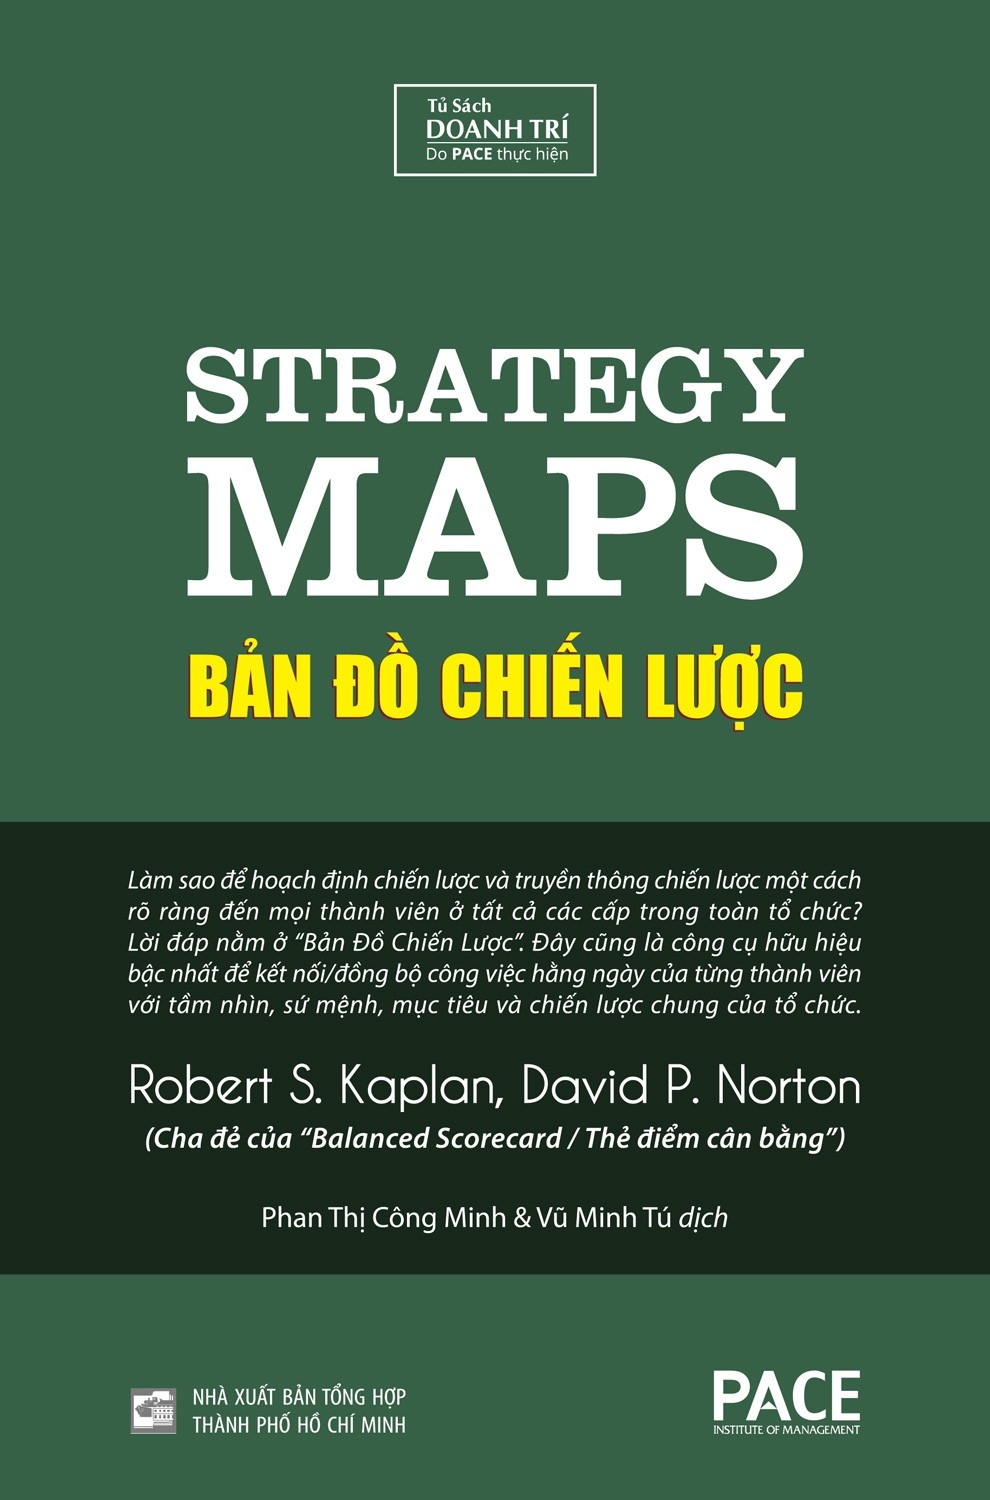 Tủ Sách
DOANH TRÍ
Do PACE thực hiện
STRATEGY
MAPS
BẢN ĐỒ CHIẾN LƯỢC
Làm sao để hoạch định chiến lược và truyền thông chiến lược một cách
rõ ràng đến mọi thành viên ở tất cả các cấp trong toàn tổ chức?
Lời đáp nằm ở “Bản Đồ Chiến Lược”. Đây cũng là công cụ hữu hiệu
bậc nhất để kết nối/đồng bộ công việc hằng ngày của từng thành viên
với tầm nhìn, sứ mệnh, mục tiêu và chiến lược chung của tổ chức.
Robert S. Kaplan, David P. Norton
(Cha đẻ của “Balanced Scorecard / Thẻ điểm cân bằng”)
Phan Thị Công Minh & Vũ Minh Tú dịch
NHÀ XUẤT BẢN TỔNG HỢP
THÀNH PHỐ HỒ CHÍ MINH
PACE
INSTITUTE OF MANAGEMENT